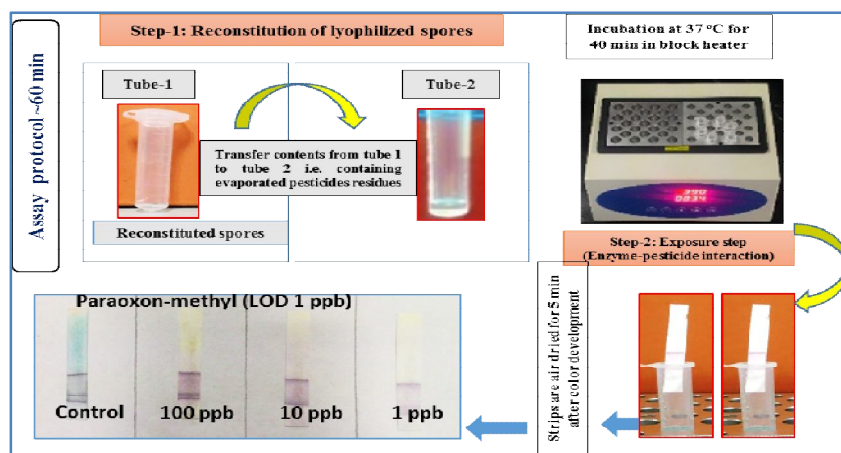 Assay protocol ~60 min
Step-1: Reconstitution of lyophilized spores
Tube-1
Tube-2
Transfer contents from tube 1
to tube 2 i.e. containing
evaporated pesticides residues
Reconstituted spores
Incubation at 37 °C for
40 min in block heater
Step-2: Exposure step
(Enzyme-pesticide interaction)
Strips are air dried for 5 min
after color development
Paraoxon-methyl (LOD 1 ppb)
Control
100 ppb
10 ppb
1 ppb